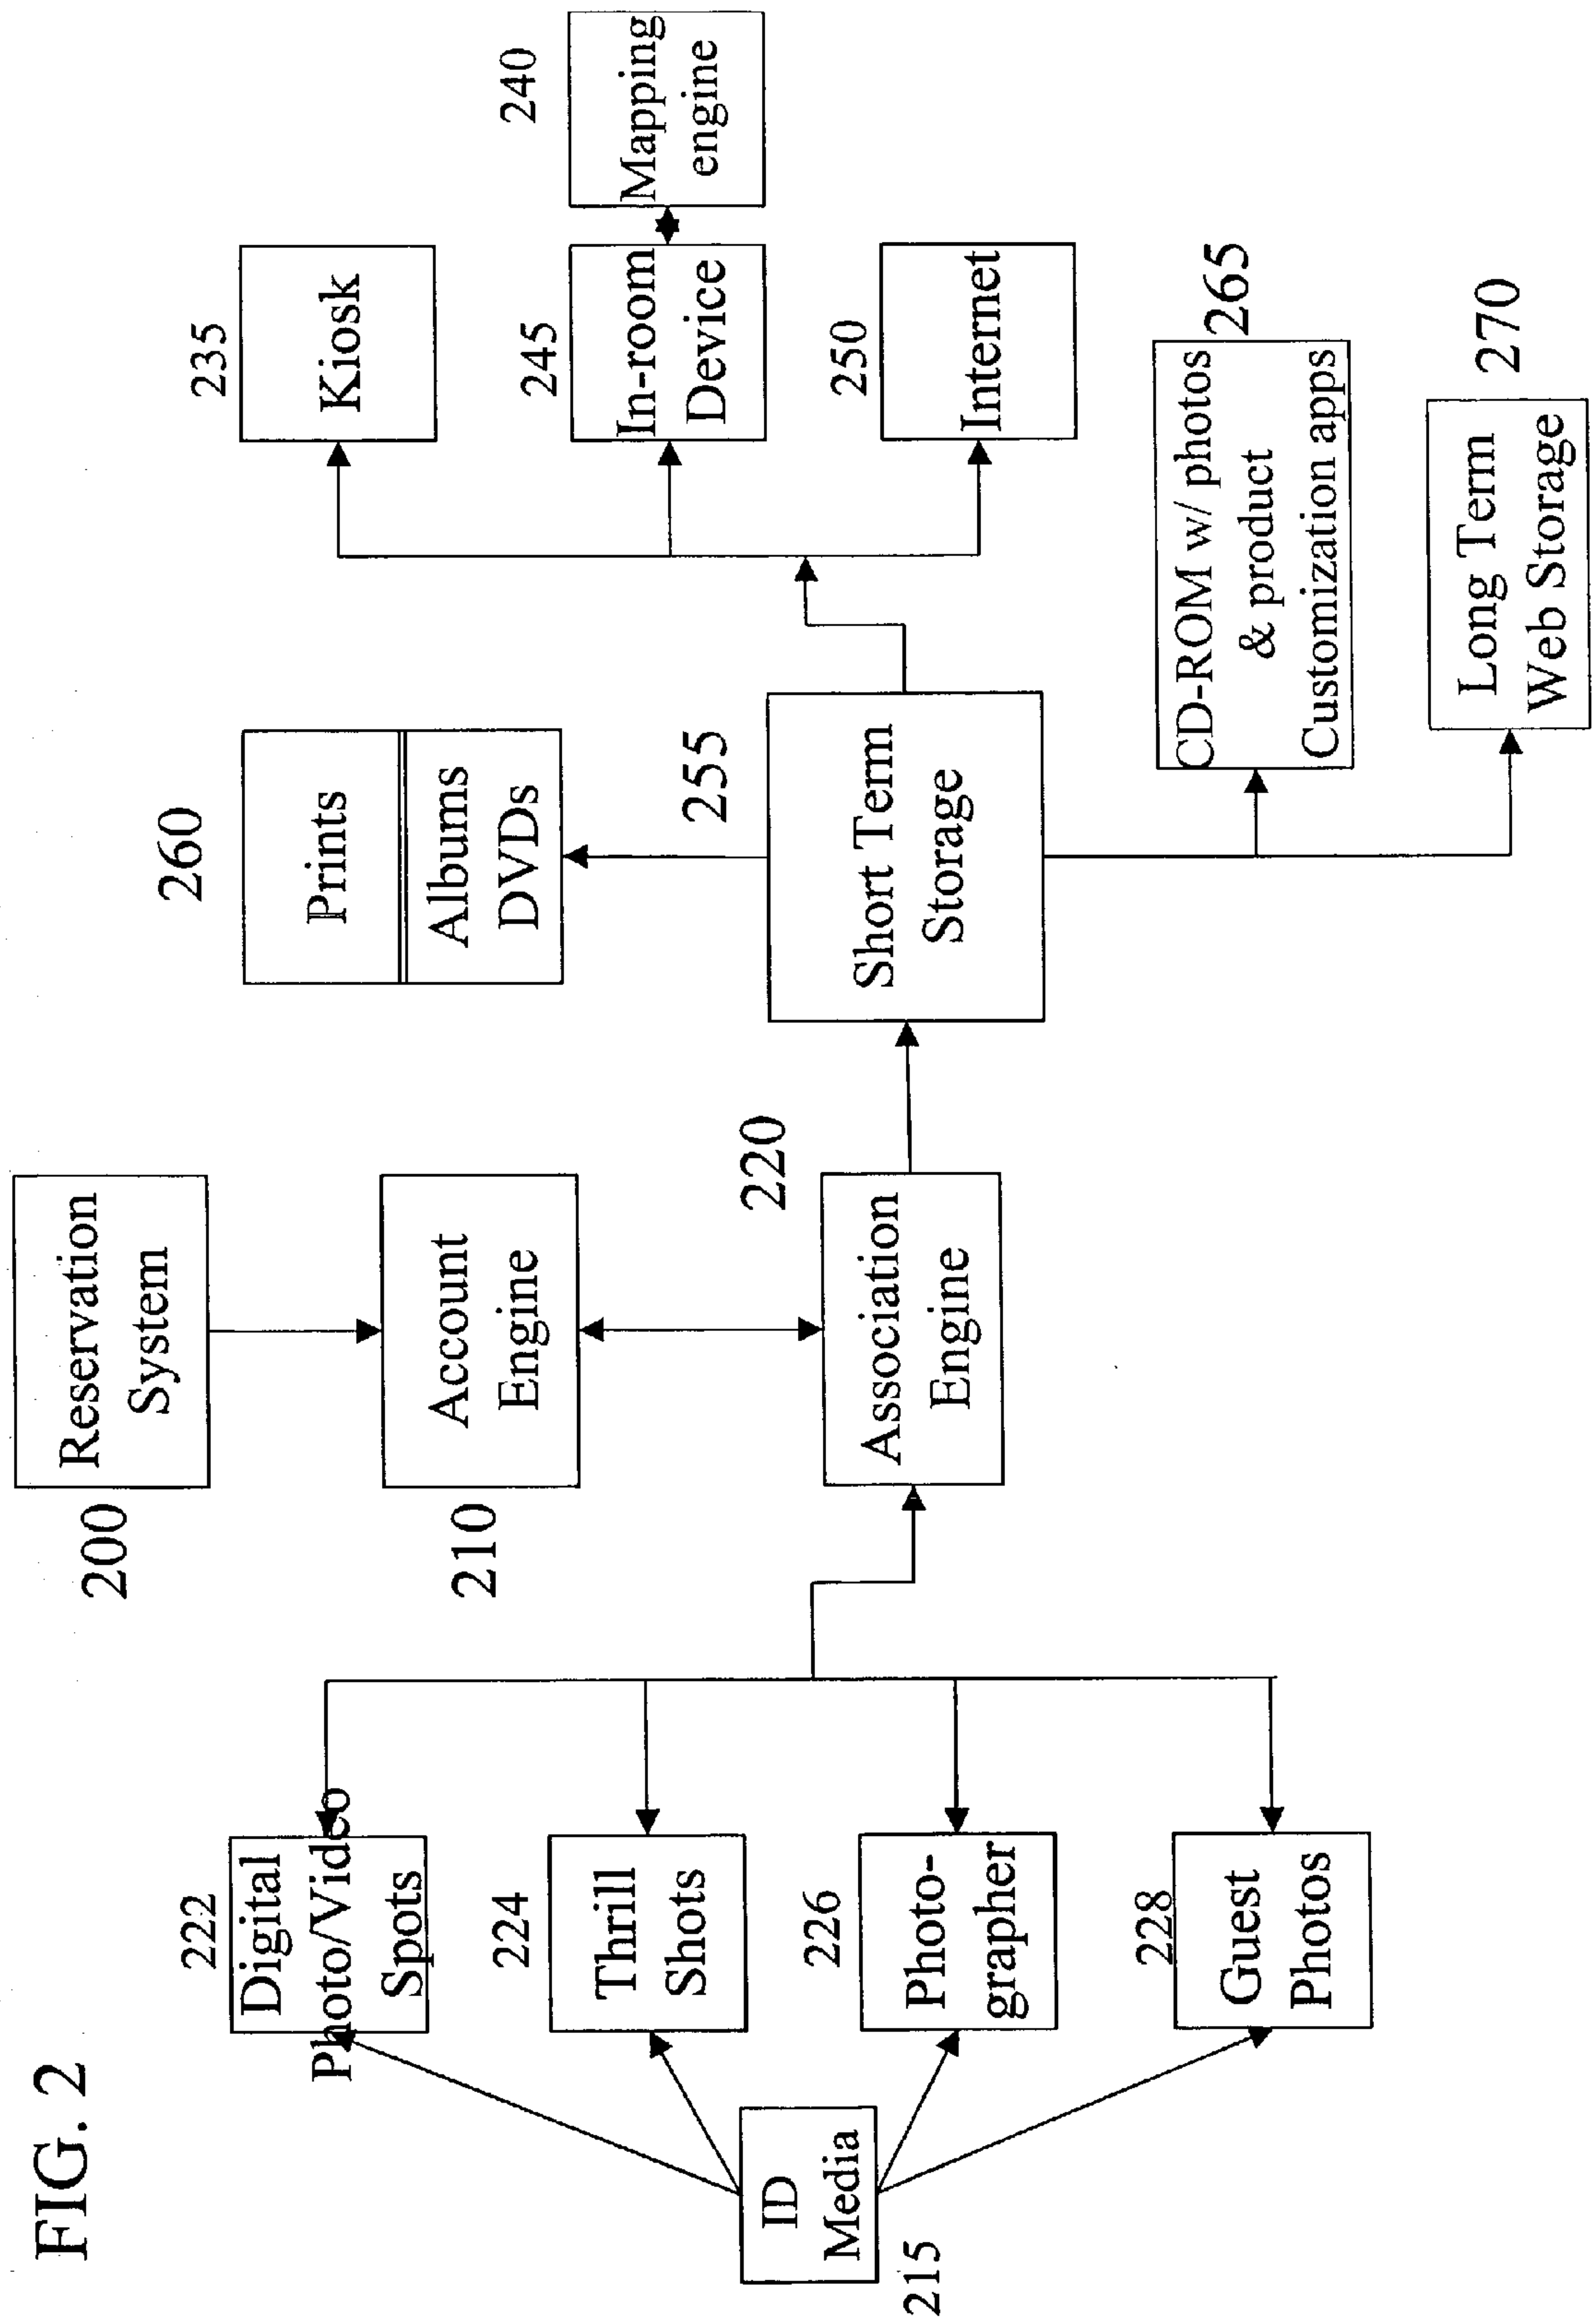 FIG. 2
215
ID
Media
222
Digital
Photo/Video
Spots
224
Thrill
Shots
226
Photo-
grapher
228
Guest
Photos
200
Reservation
System
210
Account
Engine
220
Association
Engine
260
Prints
Albums
DVDs
255
Short Term
Storage
235
Kiosk
245
In-room
Device
240
Mapping
engine
250
Internet
265
CD-ROM w/ photos
& product
Customization apps
270
Long Term
Web Storage